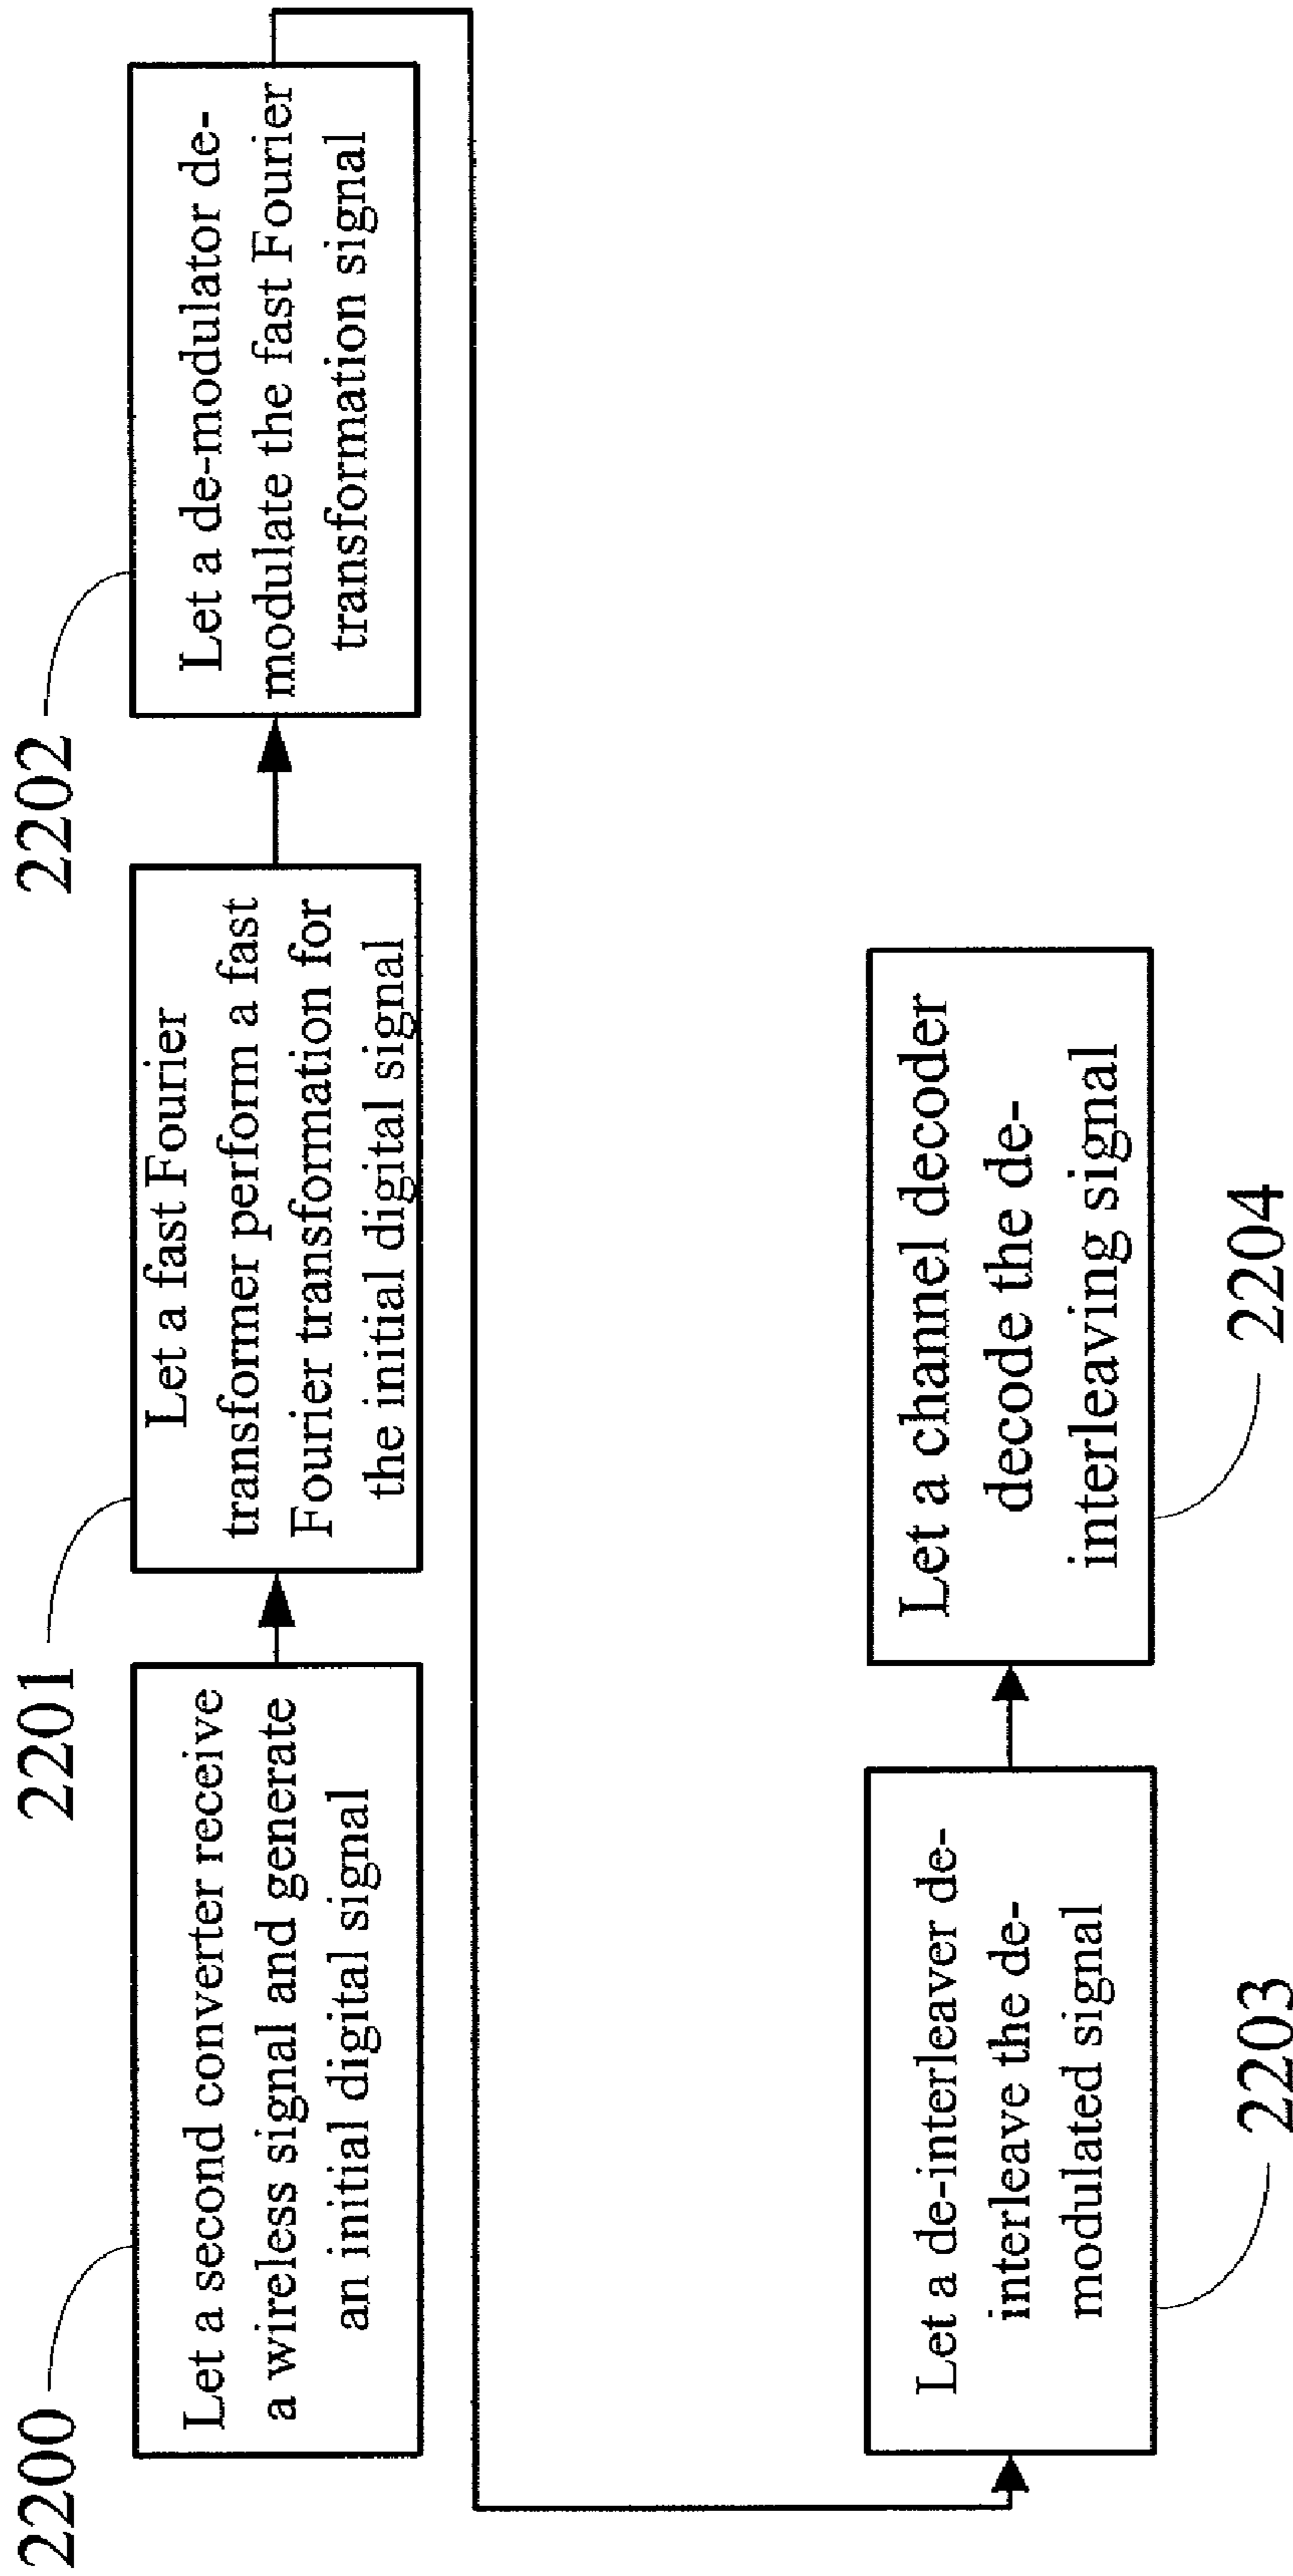 2200
Let a second converter receive
a wireless signal and generate
an initial digital signal
2201
Let a fast Fourier
transformer perform a fast
Fourier transformation for
the initial digital signal
2202
Let a de-modulator de-
modulate the fast Fourier
transformation signal
Let a de-interleaver de-
interleave the de-
modulated signal
2203
Let a channel decoder
decode the de-
interleaving signal
2204